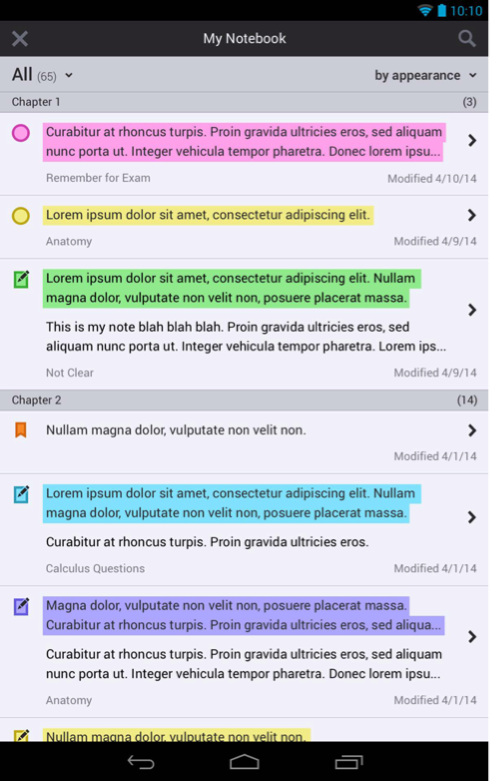 10:10
My Notebook
All (65)
by appearance
Chapter 1
(3)
Curabitur at rhoncus turpis. Proin gravida ultricies eros, sed aliquam
nunc porta ut. Integer vehicula tempor pharetra. Donec lorem ipsu...
Remember for Exam
Modified 4/10/14
Lorem ipsum dolor sit amet, consectetur adipiscing elit.
Anatomy
Modified 4/9/14
Lorem ipsum dolor sit amet, consectetur adipiscing elit. Nullam
magna dolor, vulputate non velit non, posuere placerat massa.
This is my note blah blah blah. Proin gravida ultricies eros, sed
aliquam nunc porta ut. Integer vehicula tempor pharetra. Lorem ips...
Not Clear
Modified 4/9/14
Chapter 2
(14)
Nullam magna dolor, vulputate non velit non.
Modified 4/1/14
Lorem ipsum dolor sit amet, consectetur adipiscing elit. Nullam
magna dolor, vulputate non velit non, posuere placerat massa.
Curabitur at rhoncus turpis. Proin gravida ultricies eros.
Calculus Questions
Modified 4/1/14
Magna dolor, vulputate non velit non, posuere placerat massa.
Curabitur at rhoncus turpis. Proin gravida ultricies eros, sed aliqua...
Curabitur at rhoncus turpis. Proin gravida ultricies eros, sed aliquam
nunc porta ut. Integer vehicula tempor pharetra. Donec lorem ipsu...
Anatomy
Modified 4/1/14
Nullam magna dolor, vulputate non velit non.